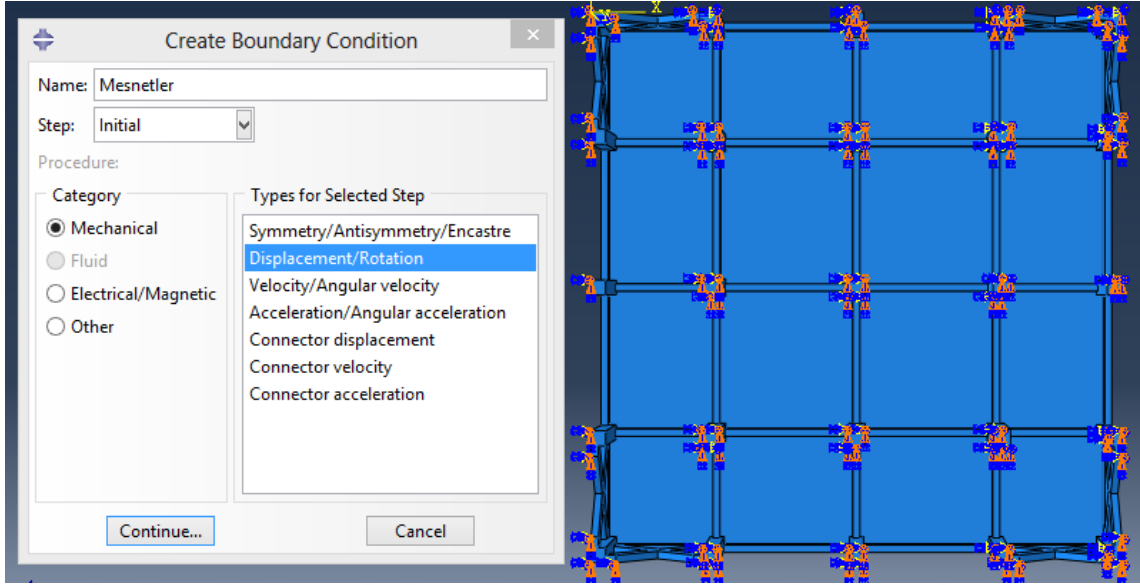 Create Boundary Condition
Name: Mesnetler
Step: Initial
Procedure:
Category
Mechanical
Fluid
Electrical/Magnetic
Other
Types for Selected Step
Symmetry/Antisymmetry/Encastre
Displacement/Rotation
Velocity/Angular velocity
Acceleration/Angular acceleration
Connector displacement
Connector velocity
Connector acceleration
Continue...
Cancel
X